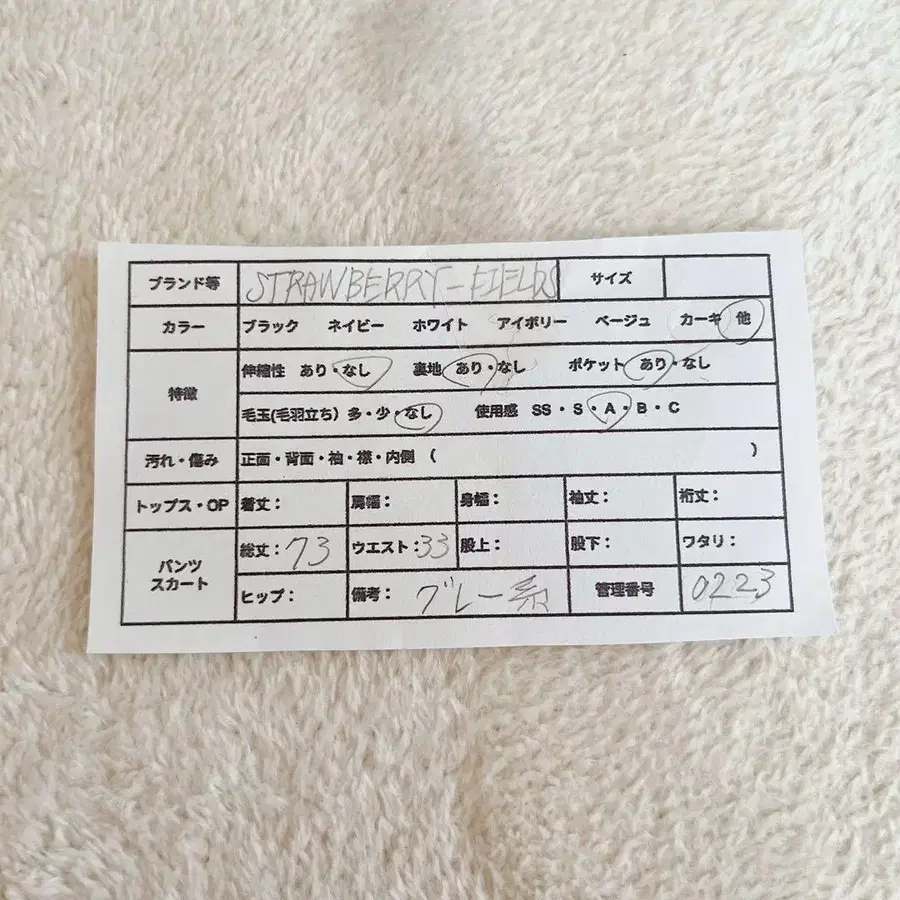 ブランド等 STRAWBERRY-FIELDS サイズ
カラー ブラック ネイビー ホワイト アイボリー ベージュ カーキ 他
特徴 伸縮性 あり・なし 裏地 あり・なし ポケット あり・なし
毛玉(毛羽立ち) 多・少・なし 使用感 SS・S・A・B・C
汚れ・傷み 正面・背面・袖・襟・内側 ( )
トップス・OP 着丈: 肩幅: 身幅: 袖丈: 裄丈:
パンツ スカート 総丈:73 ウエスト:33 股上: 股下: ワタリ:
ヒップ: 備考: グレー系 管理番号 0223